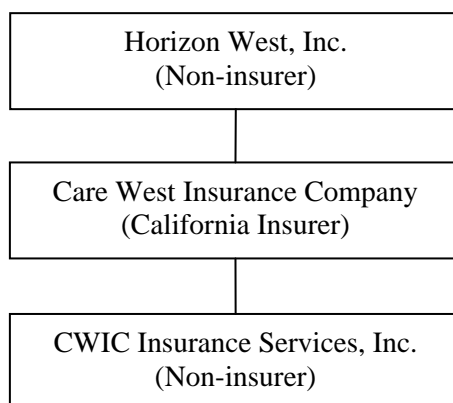 Horizon West, Inc.
(Non-insurer)
Care West Insurance Company
(California Insurer)
CWIC Insurance Services, Inc.
(Non-insurer)